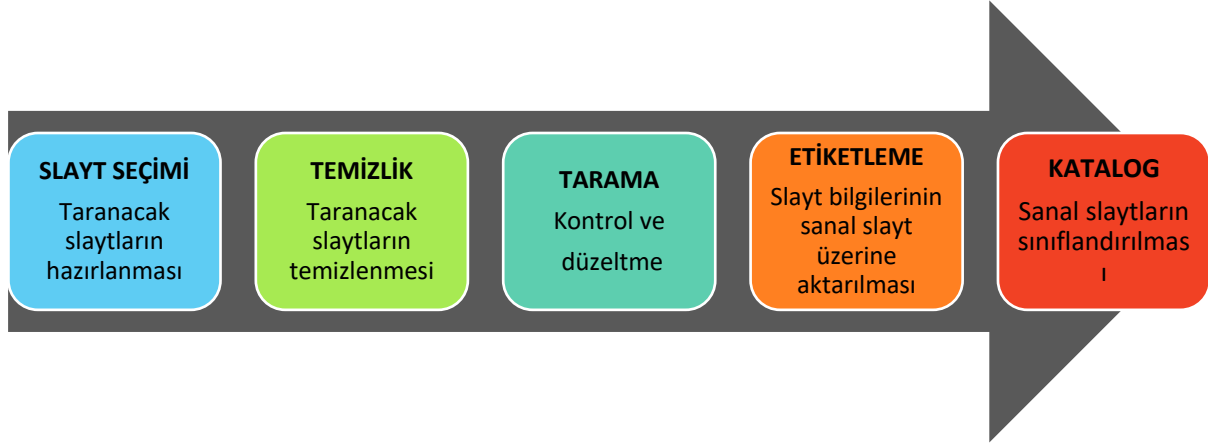 SLAYT SEÇİMİ
Taranacak
slaytların
hazırlanması
TEMİZLİK
Taranacak
slaytların
temizlenmesi
TARAMA
Kontrol ve
düzeltme
ETİKETLEME
Slayt bilgilerinin
sanal slayt
üzerine
aktarılması
KATALOG
Sanal slaytların
sınıflandırılmas
ı